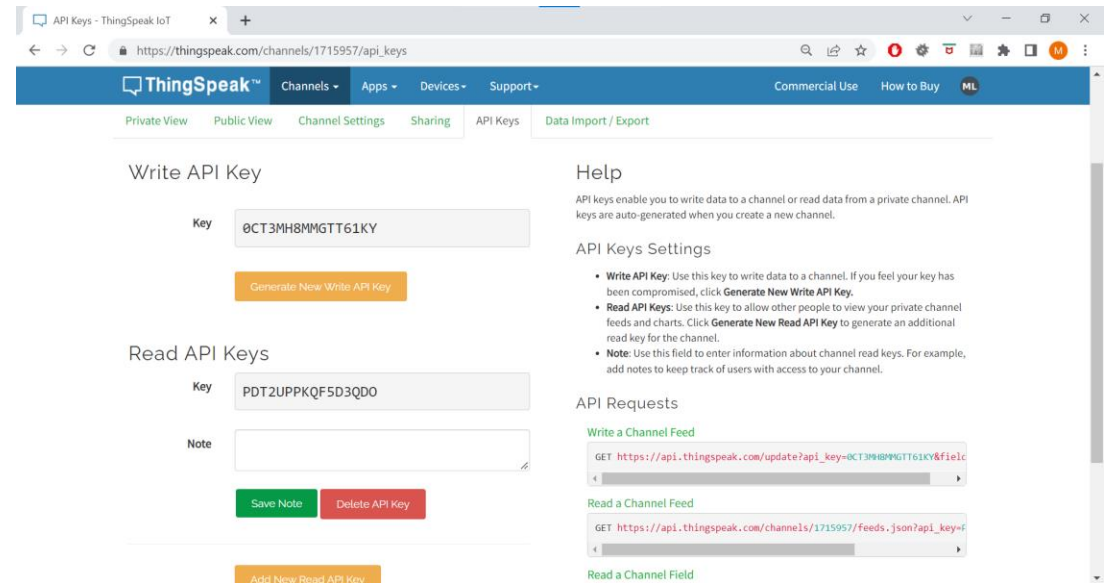 API Keys - ThingSpeak IoT
https://thingspeak.com/channels/1715957/api_keys
M
ThingSpeak™ Channels Apps Devices Support Commercial Use How to Buy ML
Private View Public View Channel Settings Sharing API Keys Data Import / Export
Write API Key
Key
0CT3MH8MMGTT61KY
Generate New Write API Key
Read API Keys
Key
PDT2UPPKQF5D3QDO
Note
Save Note Delete API Key
Add New Read API Key
Help
API keys enable you to write data to a channel or read data from a private channel. API
keys are auto-generated when you create a new channel.
API Keys Settings
• Write API Key: Use this key to write data to a channel. If you feel your key has
been compromised, click Generate New Write API Key.
• Read API Keys: Use this key to allow other people to view your private channel
feeds and charts. Click Generate New Read API Key to generate an additional
read key for the channel.
• Note: Use this field to enter information about channel read keys. For example,
add notes to keep track of users with access to your channel.
API Requests
Write a Channel Feed
GET https://api.thingspeak.com/update?api_key=0CT3MH8MMGTT61KY&fiel
Read a Channel Feed
GET https://api.thingspeak.com/channels/1715957/feeds.json?api_key=
Read a Channel Field